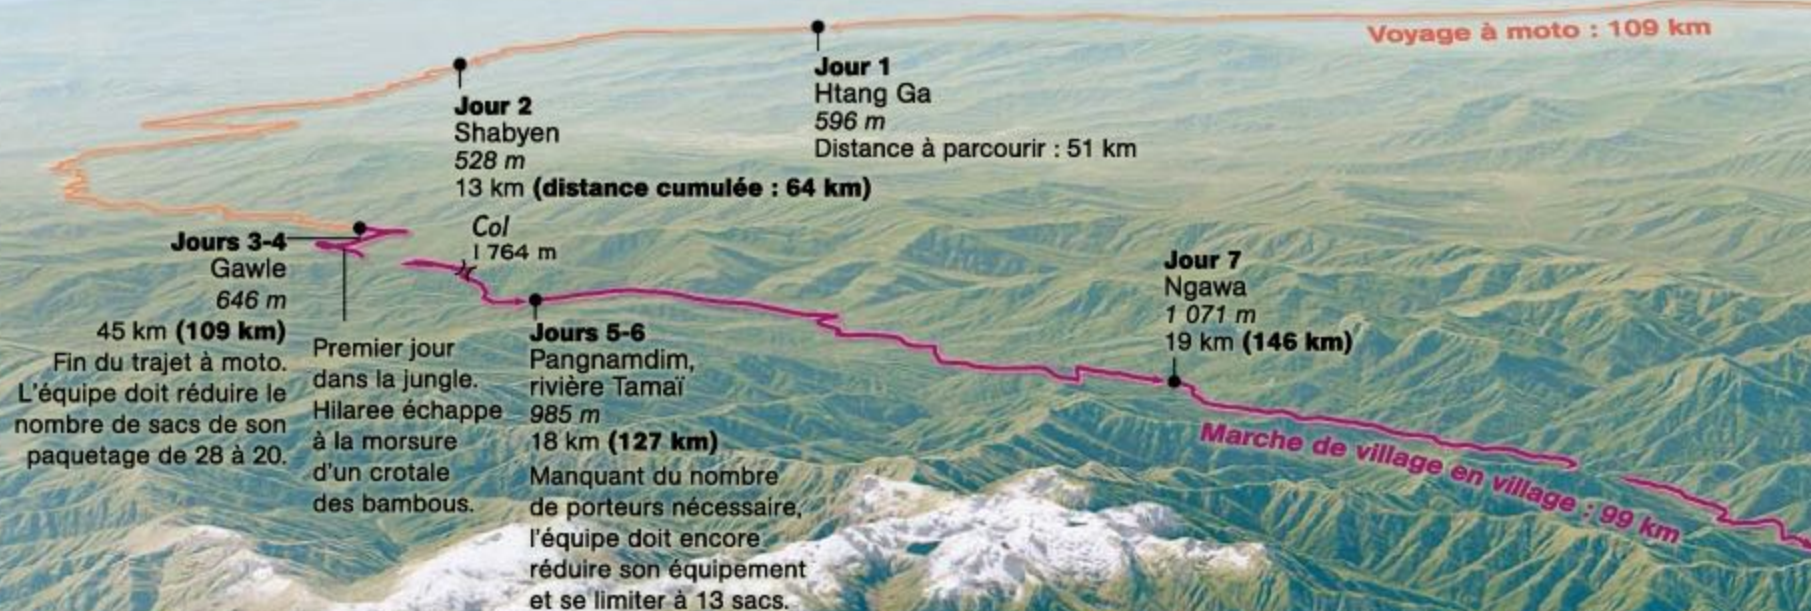 Voyage à moto : 109 km
Jour 1
Htang Ga
596 m
Distance à parcourir : 51 km
Jour 2
Shabyen
528 m
13 km (distance cumulée : 64 km)
Jours 3-4
Gawle
646 m
45 km (109 km)
Fin du trajet à moto.
L'équipe doit réduire le
nombre de sacs de son
paquetage de 28 à 20.
Premier jour
dans la jungle.
Hilaree échappe
à la morsure
d'un crotale
des bambous.
Col
1 764 m
Jours 5-6
Pangnamdim,
rivière Tamaï
985 m
18 km (127 km)
Manquant du nombre
de porteurs nécessaire,
l'équipe doit encore
réduire son équipement
et se limiter à 13 sacs.
Jour 7
Ngawa
1 071 m
19 km (146 km)
Marche de village en village : 99 km